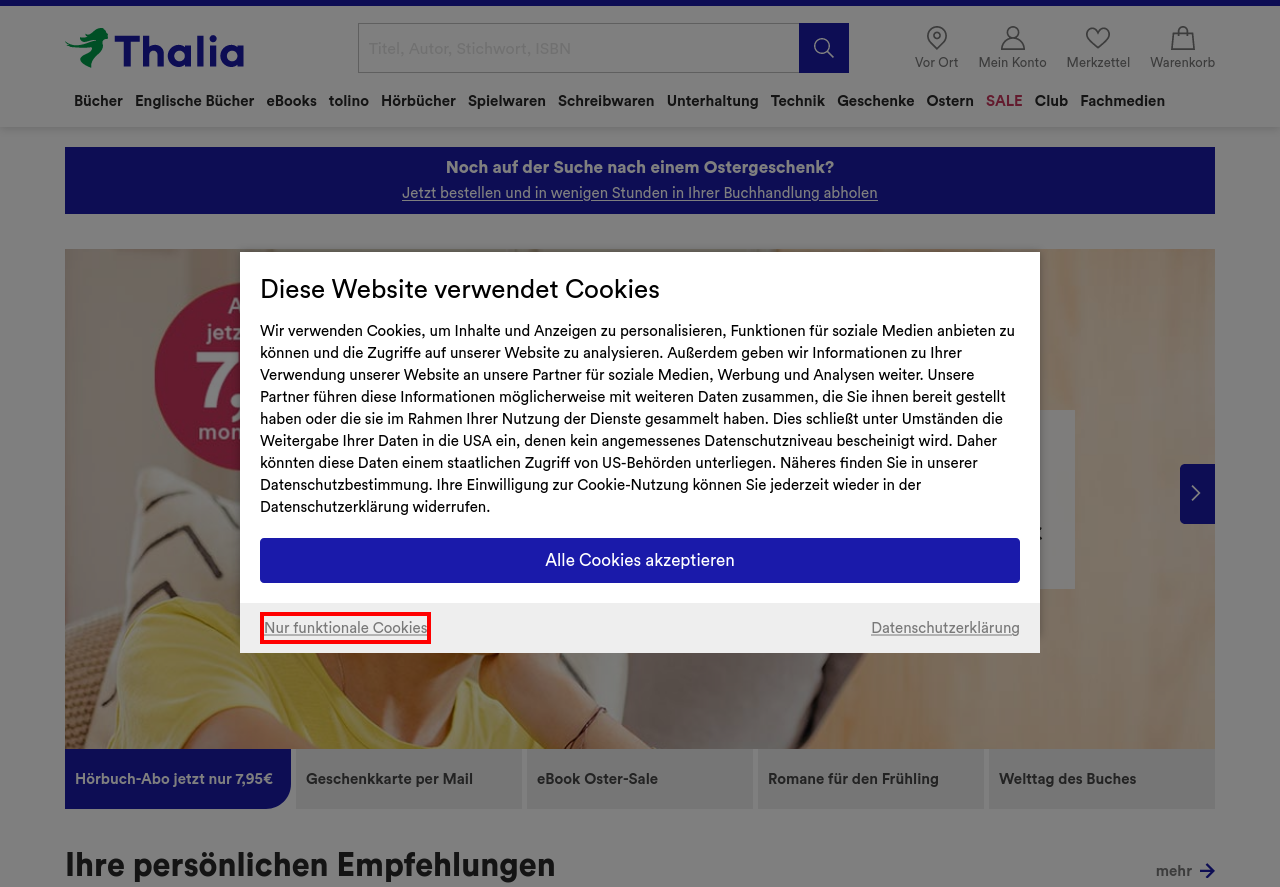 Thalia
Titel, Autor, Stichwort, ISBN
Vor Ort
Mein Konto
Merkzettel
Warenkorb
Bücher Englische Bücher eBooks tolino Hörbücher Spielwaren Schreibwaren Unterhaltung Technik Geschenke Ostern SALE Club Fachmedien
Noch auf der Suche nach einem Ostergeschenk?
Jetzt bestellen und in wenigen Stunden in Ihrer Buchhandlung abholen
Diese Website verwendet Cookies
Wir verwenden Cookies, um Inhalte und Anzeigen zu personalisieren, Funktionen für soziale Medien anbieten zu
können und die Zugriffe auf unserer Website zu analysieren. Außerdem geben wir Informationen zu Ihrer
Verwendung unserer Website an unsere Partner für soziale Medien, Werbung und Analysen weiter. Unsere
Partner führen diese Informationen möglicherweise mit weiteren Daten zusammen, die Sie ihnen bereit gestellt
haben oder die sie im Rahmen Ihrer Nutzung der Dienste gesammelt haben. Dies schließt unter Umständen die
Weitergabe Ihrer Daten in die USA ein, denen kein angemessenes Datenschutzniveau bescheinigt wird. Daher
könnten diese Daten einem staatlichen Zugriff von US-Behörden unterliegen. Näheres finden Sie in unserer
Datenschutzbestimmung. Ihre Einwilligung zur Cookie-Nutzung können Sie jederzeit wieder in der
Datenschutzerklärung widerrufen.
Alle Cookies akzeptieren
Nur funktionale Cookies
Datenschutzerklärung
Hörbuch-Abo jetzt nur 7,95€
Geschenkkarte per Mail
eBook Oster-Sale
Romane für den Frühling
Welttag des Buches
Ihre persönlichen Empfehlungen
mehr